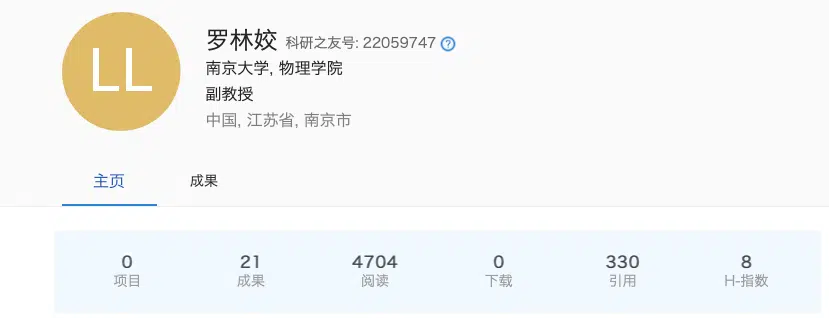 LL
罗林姣 科研之友号: 22059747 ?
南京大学, 物理学院
副教授
中国, 江苏省, 南京市
主页 成果
0 21 4704 0 330 8
项目 成果 阅读 下载 引用 H-指数